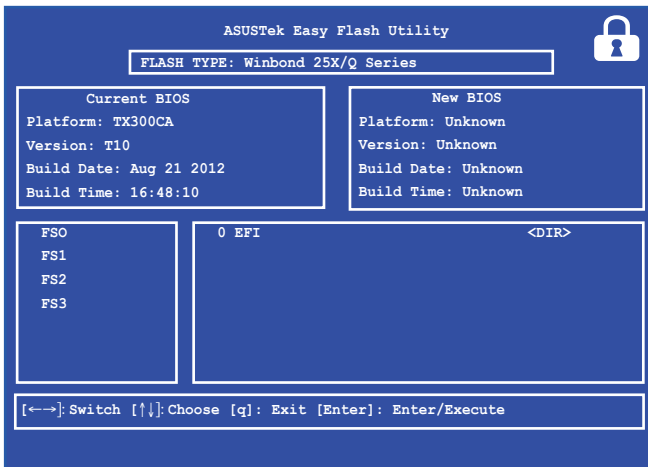 ASUSTek Easy Flash Utility
FLASH TYPE: Winbond 25X/Q Series
Current BIOS
Platform: TX300CA
Version: T10
Build Date: Aug 21 2012
Build Time: 16:48:10
New BIOS
Platform: Unknown
Version: Unknown
Build Date: Unknown
Build Time: Unknown
FSO
FS1
FS2
FS3
0 EFI <DIR>
[←→]: Switch [↑↓]: Choose [q]: Exit [Enter]: Enter/Execute